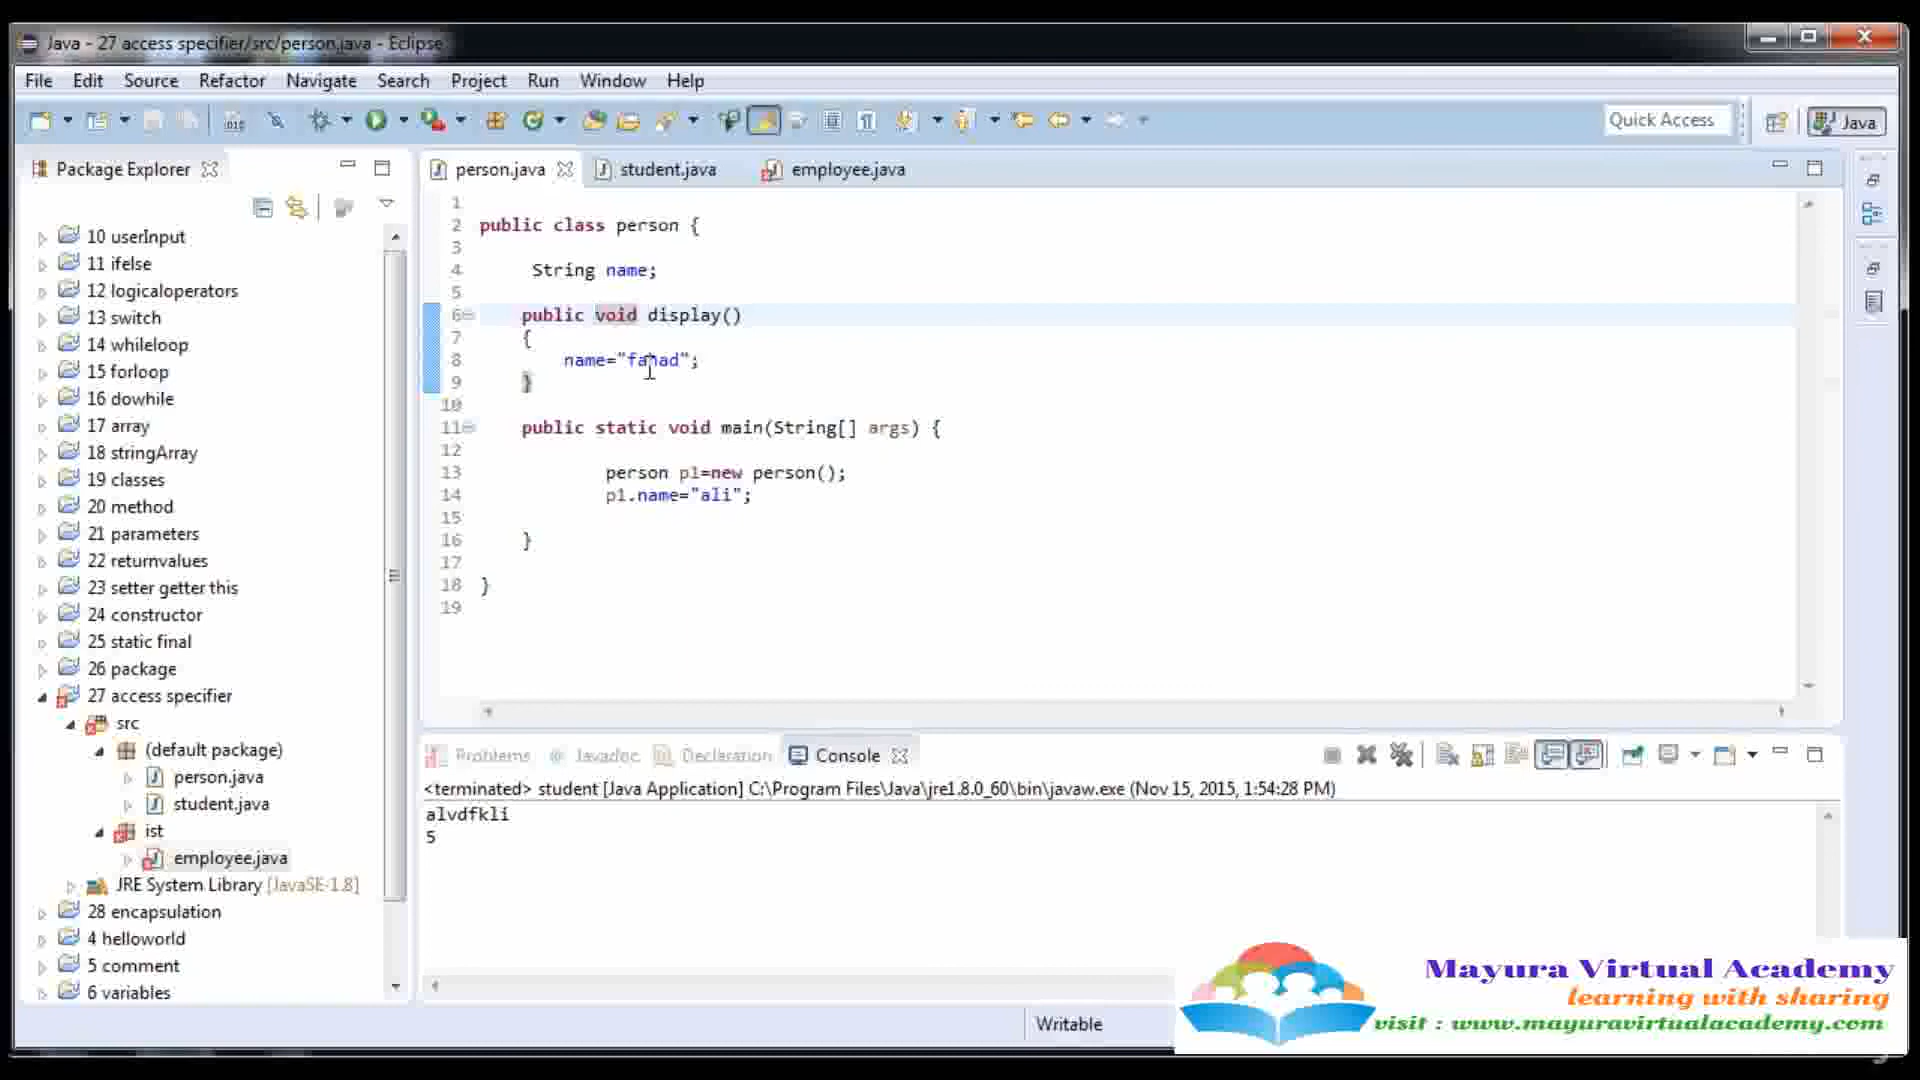 Java - 27 access specifier/src/person.java - Eclipse
File Edit Source Refactor Navigate Search Project Run Window Help
Quick Access
Java
Package Explorer
person.java
student.java
employee.java
10 userInput
11 ifelse
12 logicaloperators
13 switch
14 whileloop
15 forloop
16 dowhile
17 array
18 stringArray
19 classes
20 method
21 parameters
22 returnvalues
23 setter getter this
24 constructor
25 static final
26 package
27 access specifier
src
(default package)
person.java
student.java
ist
employee.java
JRE System Library [JavaSE-1.8]
28 encapsulation
4 helloworld
5 comment
6 variables
1
2 public class person {
3
4 String name;
5
6 public void display()
7 {
8 name="fahad";
9 }
10
11 public static void main(String[] args) {
12
13 person p1=new person();
14 p1.name="ali";
15
16 }
17
18 }
19
Problems Javadoc Declaration Console
<terminated> student [Java Application] C:\Program Files\Java\jre1.8.0_60\bin\javaw.exe (Nov 15, 2015, 1:54:28 PM)
alvdfkli
5
Writable
Mayura Virtual Academy
learning with sharing
visit : www.mayuravirtualacademy.com